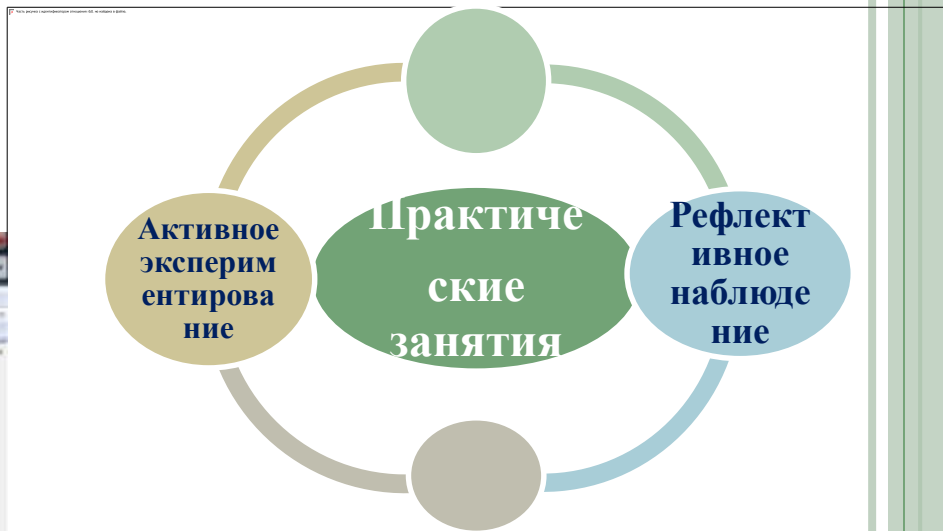 Практиче
ские
занятия
Активное
эксперим
ентирова
ние
Рефлект
ивное
наблюде
ние